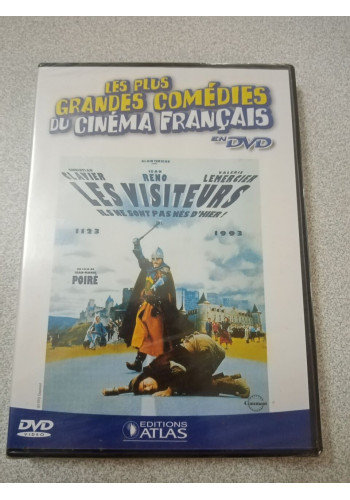 LES PLUS
GRANDES COMÉDIES
DU CINÉMA FRANÇAIS
EN DVD
CLAVIER JEAN RENO VALERIE LEMERCIER
LES VISITEURS
ILS NE SONT PAS NÉS D'HIER !
1123 1993
POIRÉ
DVD
VIDEO
EDITIONS
ATLAS